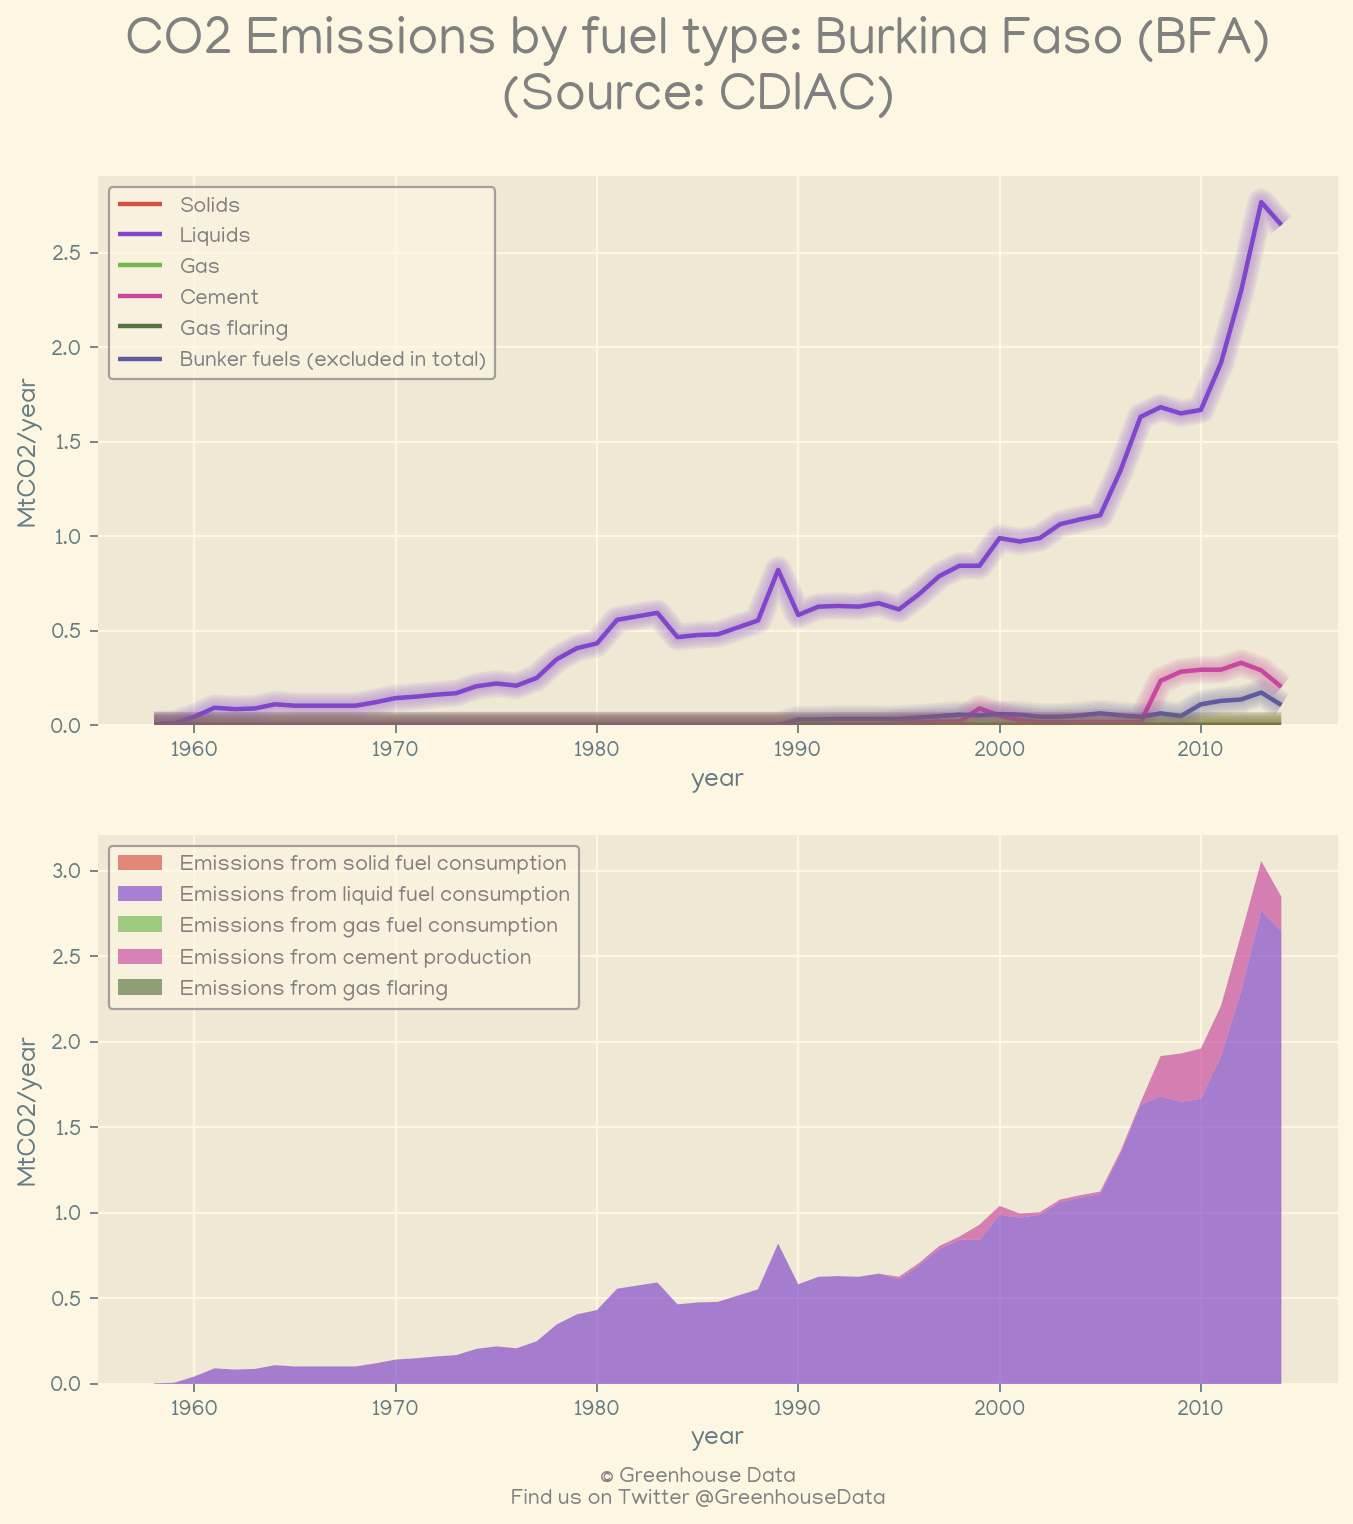 CO2 Emissions by fuel type: Burkina Faso (BFA)
(Source: CDIAC)
Solids
Liquids
Gas
Cement
Gas flaring
Bunker fuels (excluded in total)
2.5
2.0
1.5
1.0
0.5
0.0
MtCO2/year
1960 1970 1980 1990 2000 2010
year
Emissions from solid fuel consumption
Emissions from liquid fuel consumption
Emissions from gas fuel consumption
Emissions from cement production
Emissions from gas flaring
3.0
2.5
2.0
1.5
1.0
0.5
0.0
MtCO2/year
1960 1970 1980 1990 2000 2010
year
© Greenhouse Data
Find us on Twitter @GreenhouseData